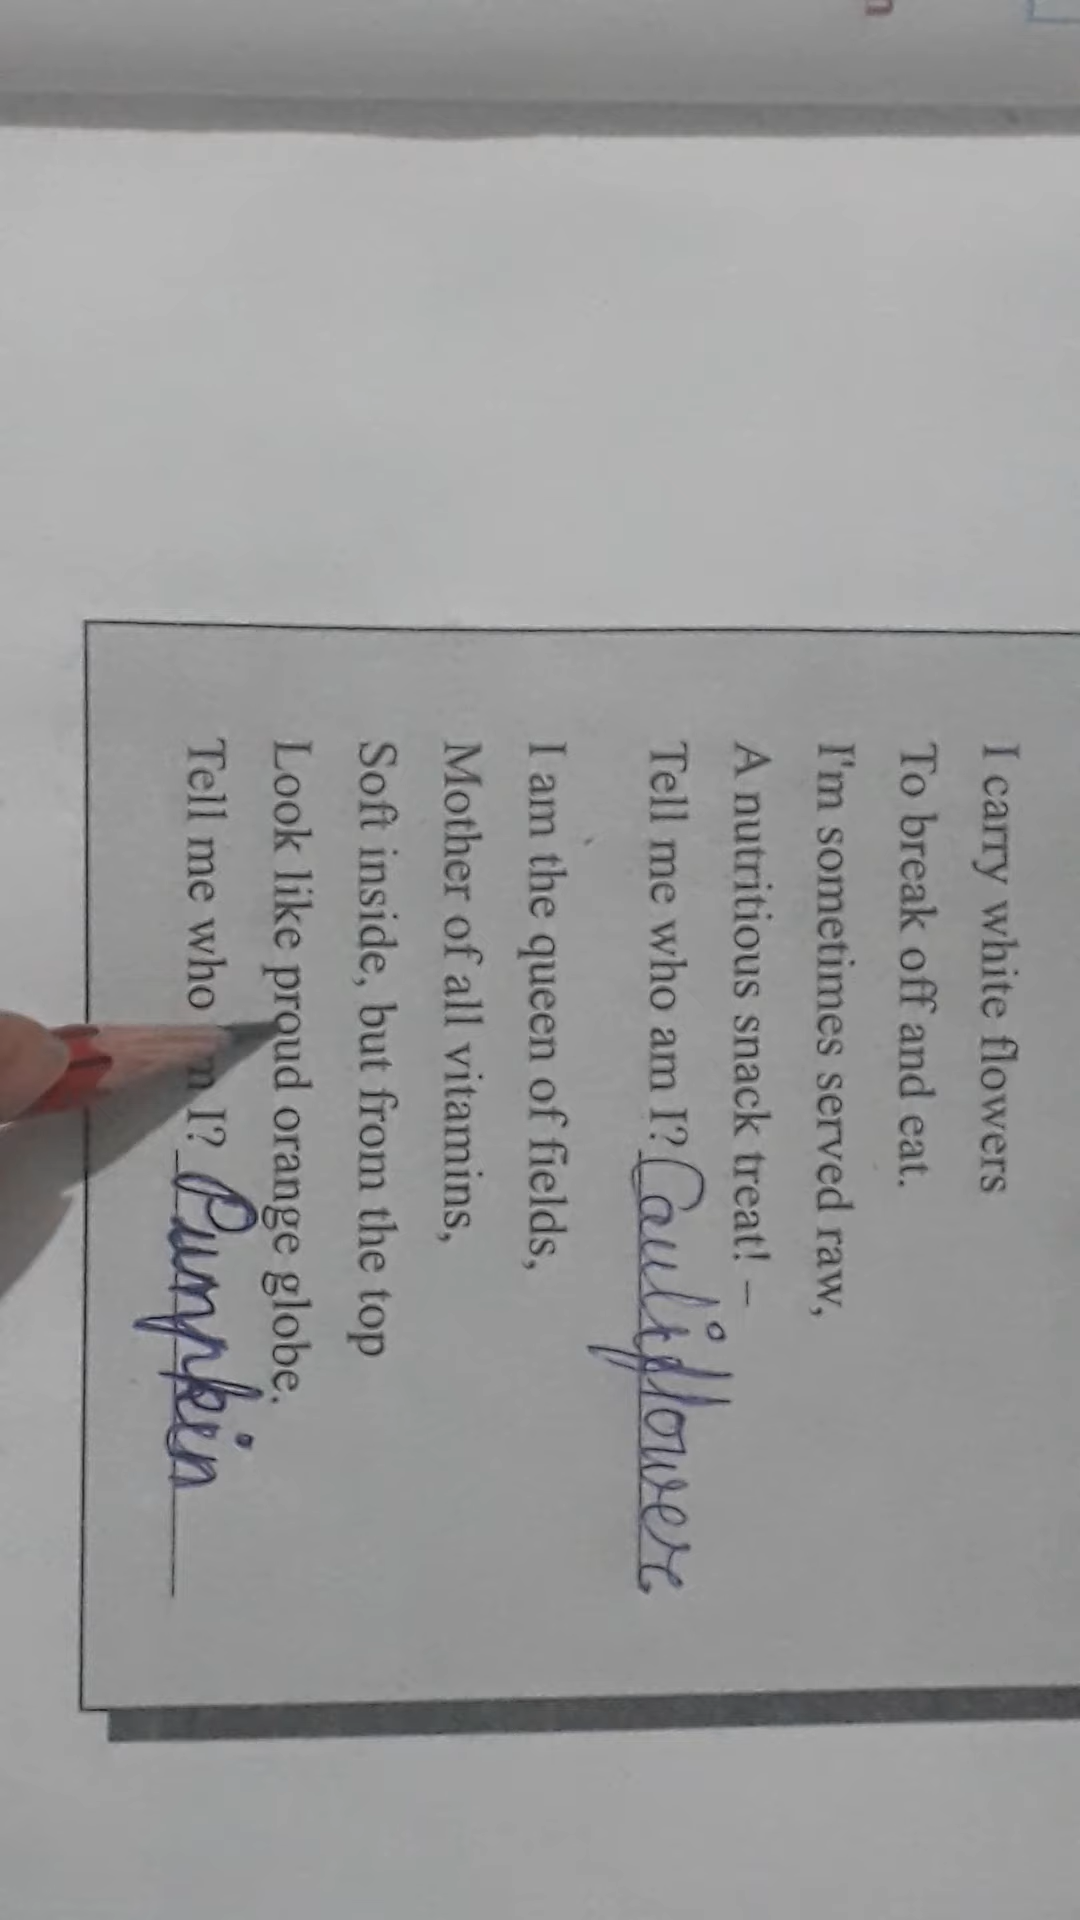 I carry white flowers
To break off and eat.
I'm sometimes served raw,
A nutritious snack treat! –
Tell me who am I? Cauliflower
I am the queen of fields,
Mother of all vitamins,
Soft inside, but from the top
Look like proud orange globe.
Tell me who I? Pumpkin